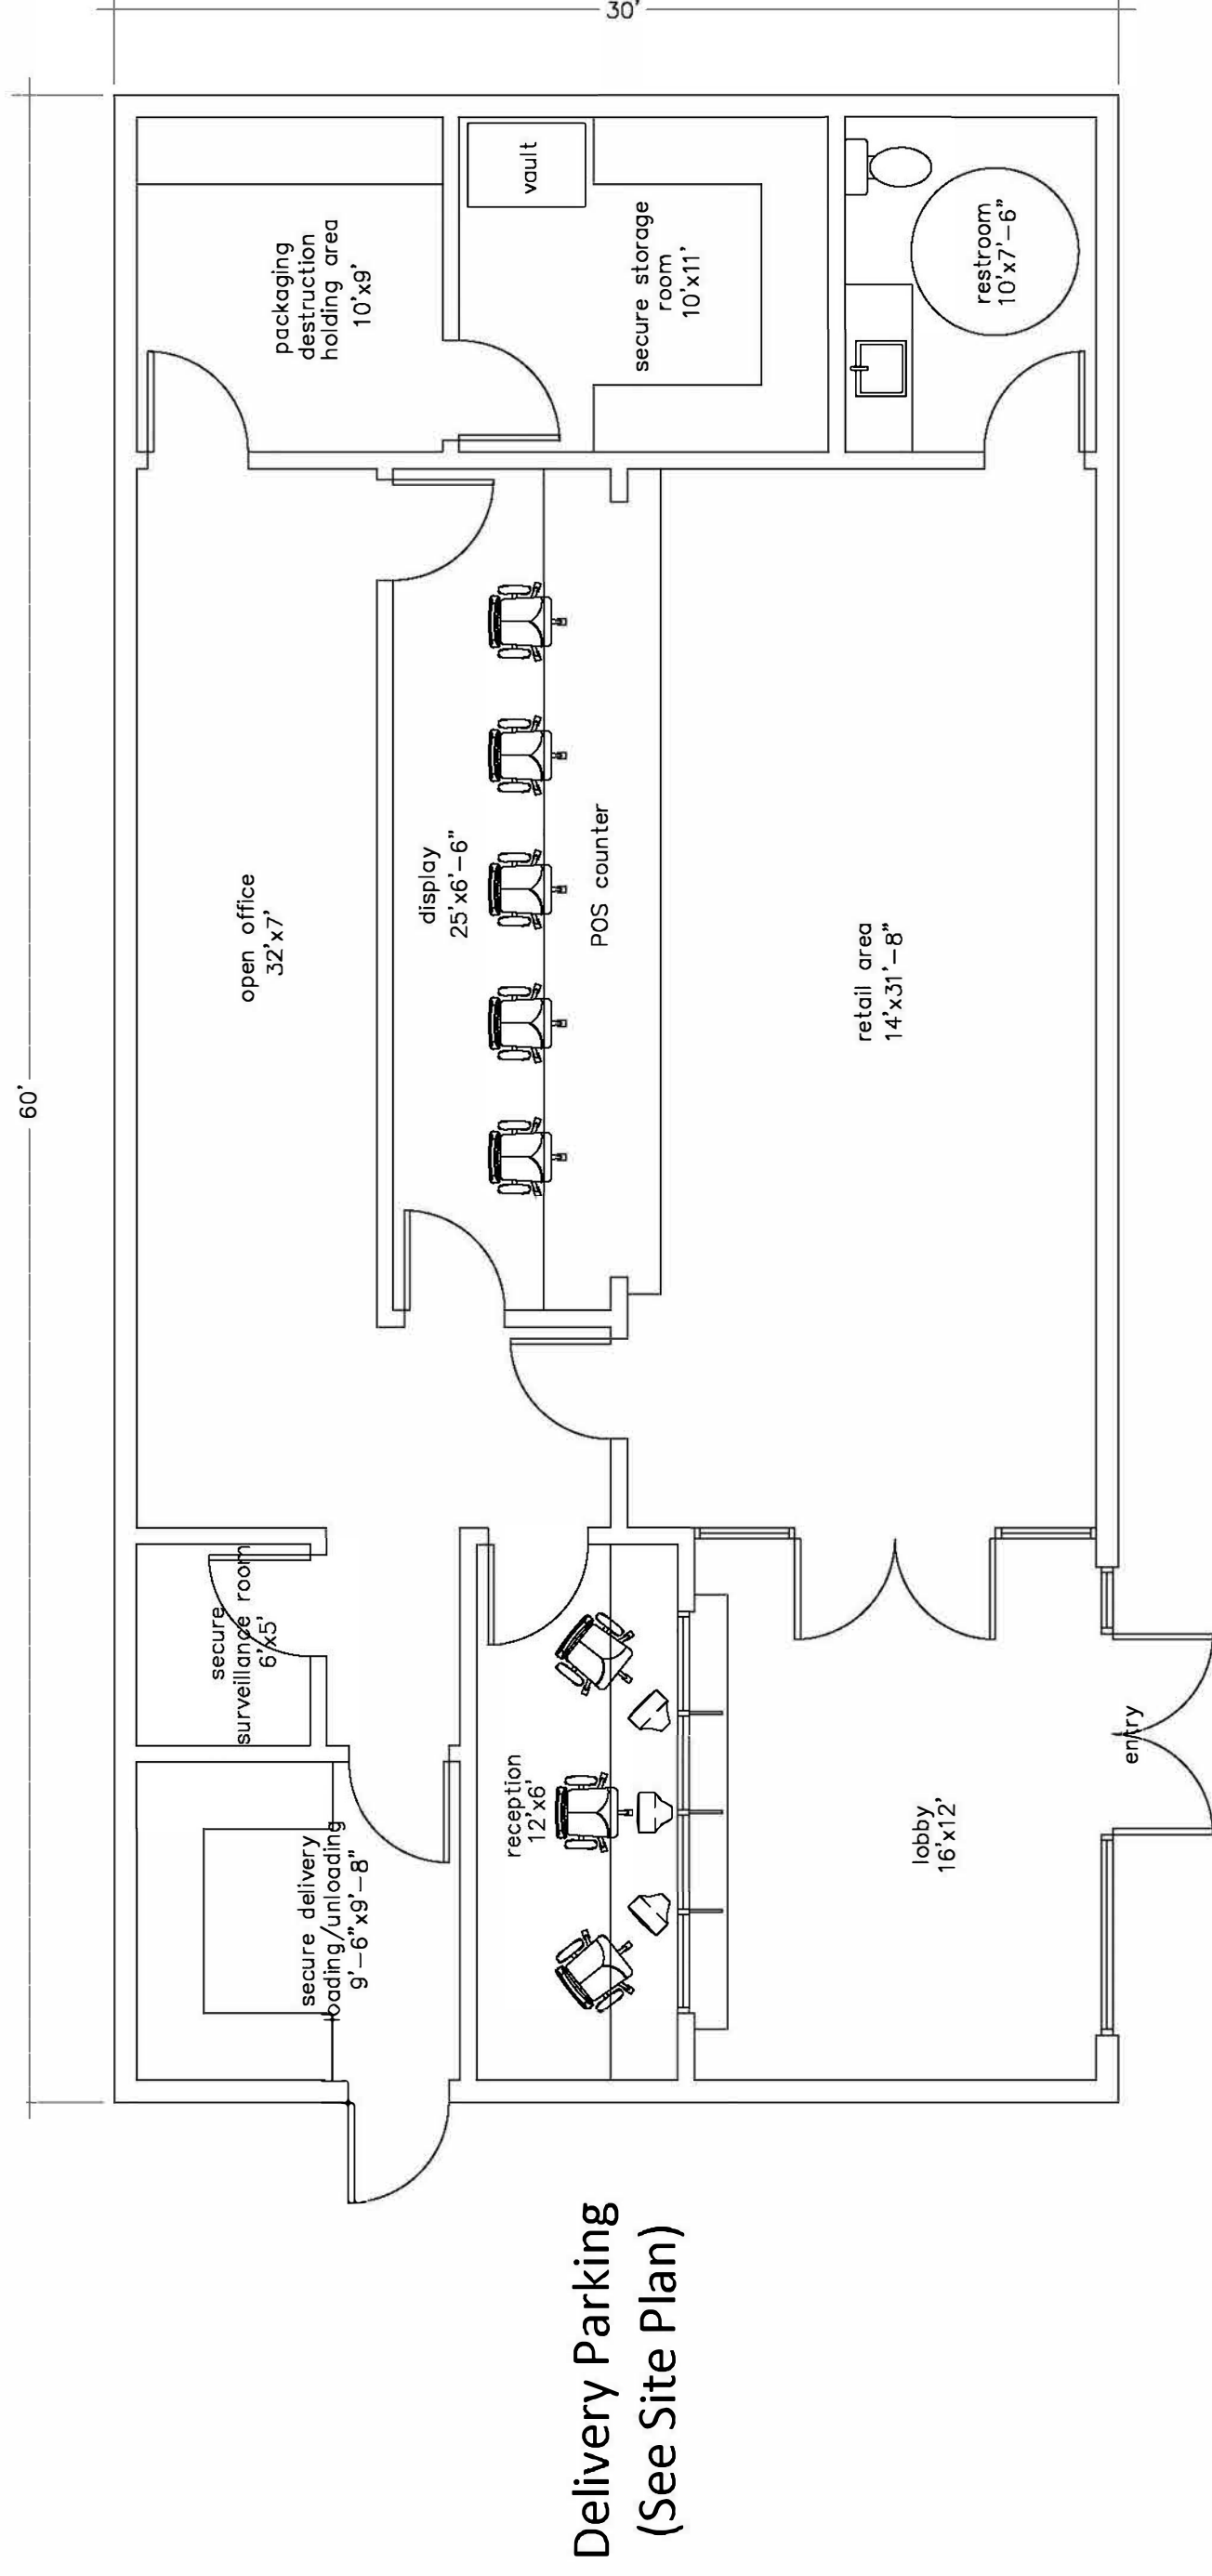 30'
60'
packaging
destruction
holding area
10'x9'
vault
secure storage
room
10'x11'
restroom
10'x7'–6"
open office
32'x7'
display
25'x6'–6"
POS counter
retail area
14'x31'–8"
secure
surveillance room
6'x5'
secure delivery
loading/unloading
9'–6"x9'–8"
reception
12'x6'
lobby
16'x12'
entry
Delivery Parking
(See Site Plan)